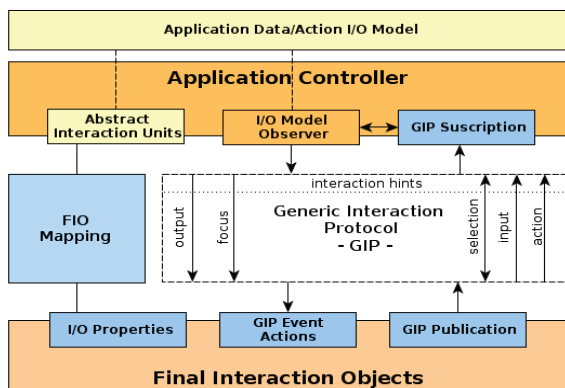 Application Data/Action I/O Model
Application Controller
Abstract
Interaction Units
I/O Model
Observer
GIP Suscription
FIO
Mapping
interaction hints
output
focus
Generic Interaction
Protocol
- GIP -
selection
input
action
I/O Properties
GIP Event
Actions
GIP Publication
Final Interaction Objects